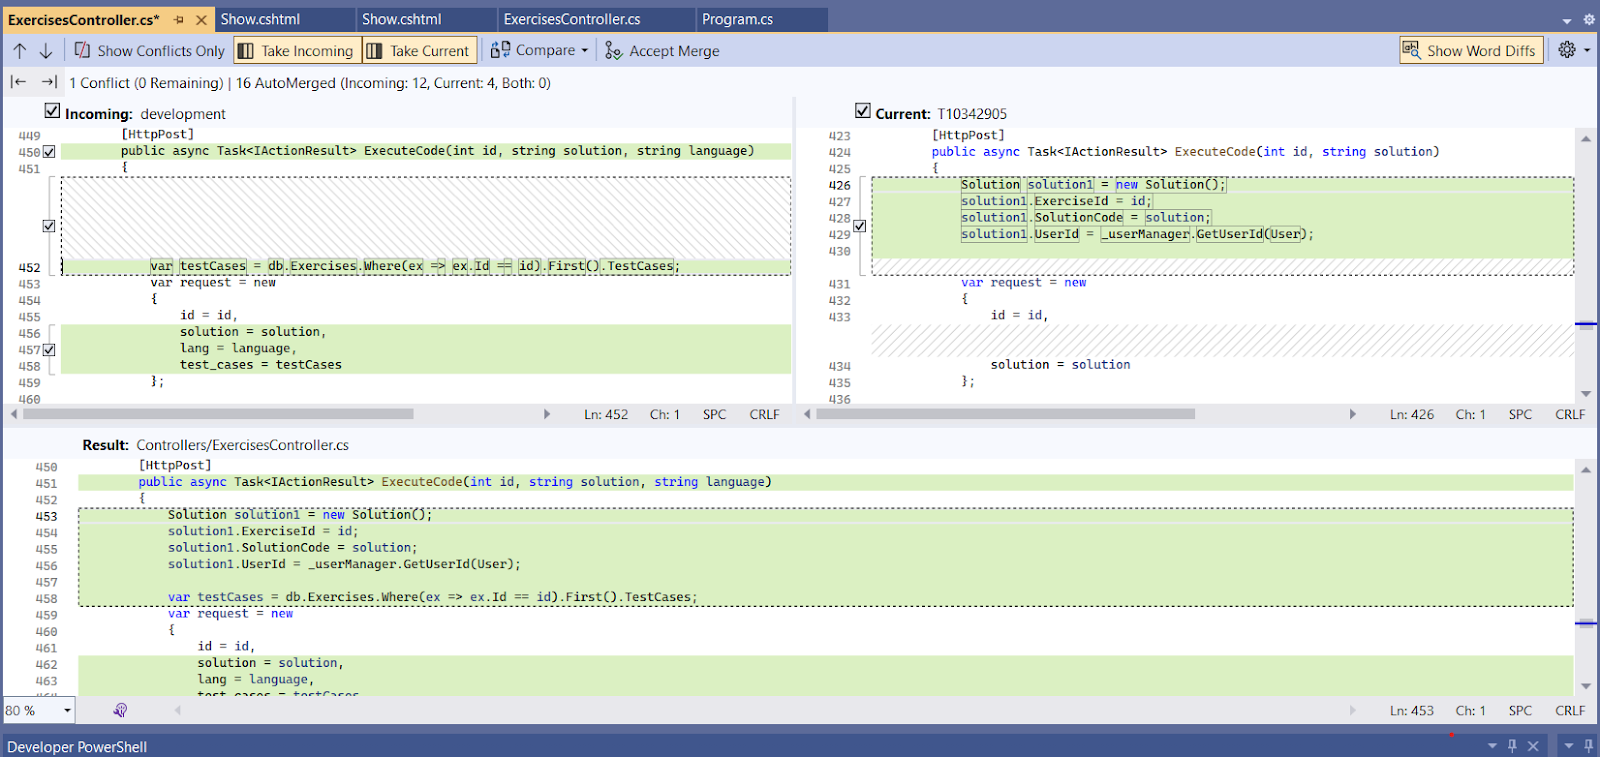 ExercisesController.cs* Show.cshtml Show.cshtml ExercisesController.cs Program.cs
Show Conflicts Only Take Incoming Take Current Compare Accept Merge Show Word Diffs
1 Conflict (0 Remaining) | 16 AutoMerged (Incoming: 12, Current: 4, Both: 0)
Incoming: development
449 [HttpPost]
450 public async Task<IActionResult> ExecuteCode(int id, string solution, string language)
451 {
452 var testCases = db.Exercises.Where(ex => ex.Id == id).First().TestCases;
453 var request = new
454 {
455 id = id,
456 solution = solution,
457 lang = language,
458 test_cases = testCases
459 };
460
Ln: 452 Ch: 1 SPC CRLF
Current: T10342905
423 [HttpPost]
424 public async Task<IActionResult> ExecuteCode(int id, string solution)
425 {
426 Solution solution1 = new Solution();
427 solution1.ExerciseId = id;
428 solution1.SolutionCode = solution;
429 solution1.UserId = _userManager.GetUserId(User);
430
431 var request = new
432 {
433 id = id,
434 solution = solution
435 };
436
Ln: 426 Ch: 1 SPC CRLF
Result: Controllers/ExercisesController.cs
450 [HttpPost]
451 public async Task<IActionResult> ExecuteCode(int id, string solution, string language)
452 {
453 Solution solution1 = new Solution();
454 solution1.ExerciseId = id;
455 solution1.SolutionCode = solution;
456 solution1.UserId = _userManager.GetUserId(User);
457
458 var testCases = db.Exercises.Where(ex => ex.Id == id).First().TestCases;
459 var request = new
460 {
461 id = id,
462 solution = solution,
463 lang = language,
464 test_cases = testCases
80 % Ln: 453 Ch: 1 SPC CRLF
Developer PowerShell